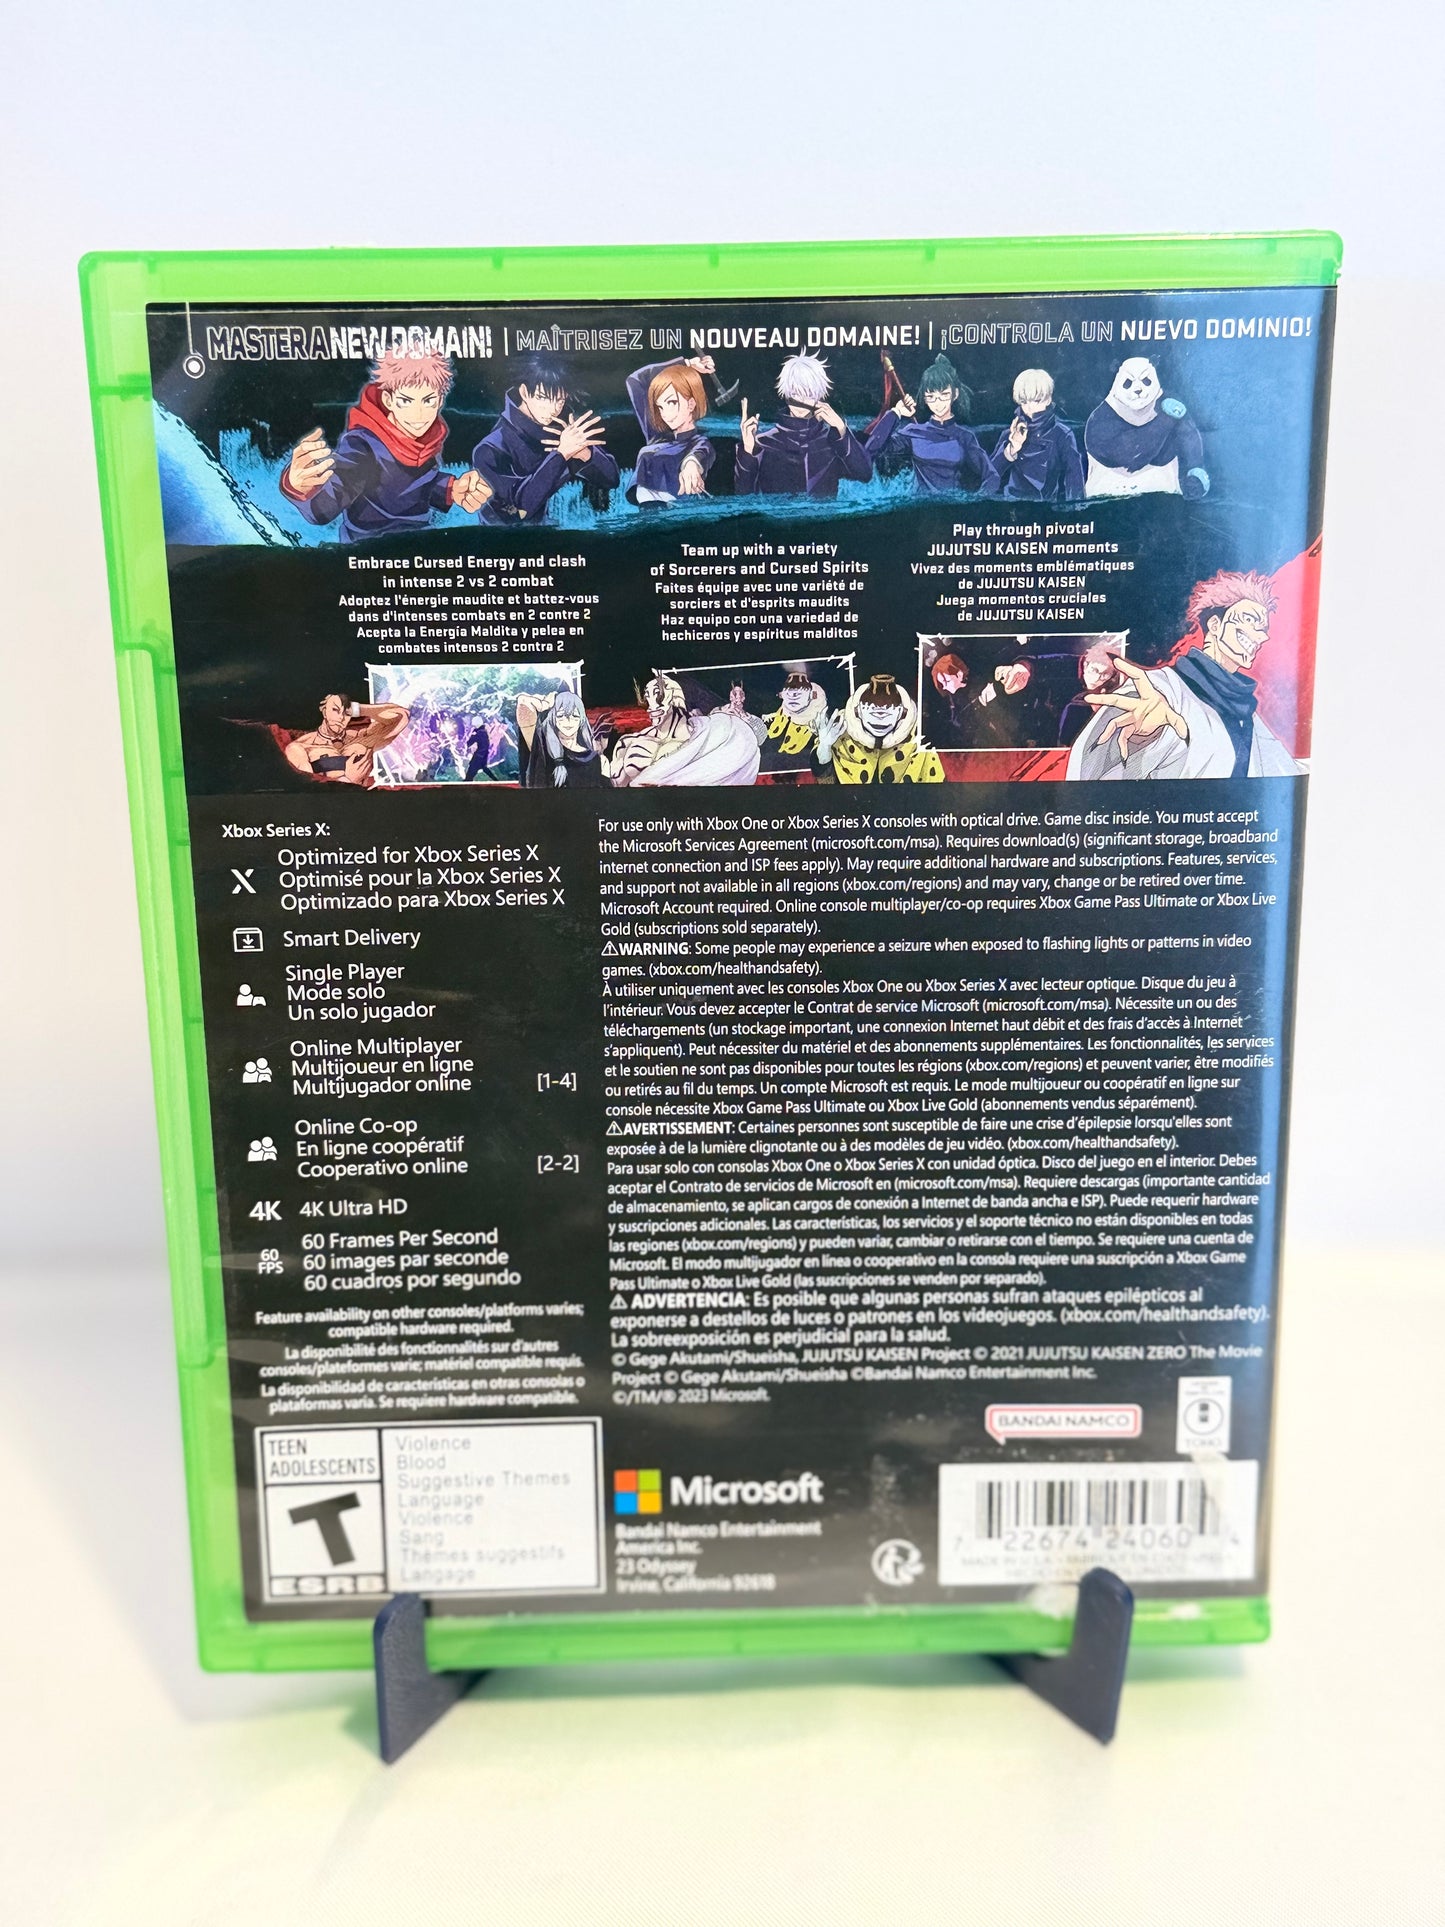 MASTER A NEW DOMAIN! | MAÎTRISEZ UN NOUVEAU DOMAINE! | ¡CONTROLA UN NUEVO DOMINIO!
Embrace Cursed Energy and clash
in intense 2 vs 2 combat
Adoptez l'énergie maudite et battez-vous
dans d'intenses combats en 2 contre 2
Acepta la Energía Maldita y pelea en
combates intensos 2 contra 2
Team up with a variety
of Sorcerers and Cursed Spirits
Faites équipe avec une variété de
sorciers et d'esprits maudits
Haz equipo con una variedad de
hechiceros y espíritus malditos
Play through pivotal
JUJUTSU KAISEN moments
Vivez des moments emblématiques
de JUJUTSU KAISEN
Juega momentos cruciales
de JUJUTSU KAISEN
Xbox Series X:
Optimized for Xbox Series X
Optimisé pour la Xbox Series X
Optimizado para Xbox Series X
Smart Delivery
Single Player
Mode solo
Un solo jugador
Online Multiplayer
Multijoueur en ligne
Multijugador online [1-4]
Online Co-op
En ligne coopératif
Cooperativo online [2-2]
4K 4K Ultra HD
60 FPS
60 Frames Per Second
60 images par seconde
60 cuadros por segundo
Feature availability on other consoles/platforms varies;
compatible hardware required.
La disponibilité des fonctionnalités sur d'autres
consoles/plateformes varie; matériel compatible requis.
La disponibilidad de características en otras consolas o
plataformas varía. Se requiere hardware compatible.
For use only with Xbox One or Xbox Series X consoles with optical drive. Game disc inside. You must accept
the Microsoft Services Agreement (microsoft.com/msa). Requires download(s) (significant storage, broadband
internet connection and ISP fees apply). May require additional hardware and subscriptions. Features, services,
and support not available in all regions (xbox.com/regions) and may vary, change or be retired over time.
Microsoft Account required. Online console multiplayer/co-op requires Xbox Game Pass Ultimate or Xbox Live
Gold (subscriptions sold separately).
⚠WARNING: Some people may experience a seizure when exposed to flashing lights or patterns in video
games. (xbox.com/healthandsafety).
À utiliser uniquement avec les consoles Xbox One ou Xbox Series X avec lecteur optique. Disque du jeu à
l'intérieur. Vous devez accepter le Contrat de service Microsoft (microsoft.com/msa). Nécessite un ou des
téléchargements (un stockage important, une connexion Internet haut débit et des frais d'accès à Internet
s'appliquent). Peut nécessiter du matériel et des abonnements supplémentaires. Les fonctionnalités, les services
et le soutien ne sont pas disponibles pour toutes les régions (xbox.com/regions) et peuvent varier, être modifiés
ou retirés au fil du temps. Un compte Microsoft est requis. Le mode multijoueur ou coopératif en ligne sur
console nécessite Xbox Game Pass Ultimate ou Xbox Live Gold (abonnements vendus séparément).
⚠AVERTISSEMENT: Certaines personnes sont susceptible de faire une crise d'épilepsie lorsqu'elles sont
exposée à de la lumière clignotante ou à des modèles de jeu vidéo. (xbox.com/healthandsafety).
Para usar solo con consolas Xbox One o Xbox Series X con unidad óptica. Disco del juego en el interior. Debes
aceptar el Contrato de servicios de Microsoft en (microsoft.com/msa). Requiere descargas (importante cantidad
de almacenamiento, se aplican cargos de conexión a Internet de banda ancha e ISP). Puede requerir hardware
y suscripciones adicionales. Las características, los servicios y el soporte técnico no están disponibles en todas
las regiones (xbox.com/regions) y pueden variar, cambiar o retirarse con el tiempo. Se requiere una cuenta de
Microsoft. El modo multijugador en línea o cooperativo en la consola requiere una suscripción a Xbox Game
Pass Ultimate o Xbox Live Gold (las suscripciones se venden por separado).
⚠ ADVERTENCIA: Es posible que algunas personas sufran ataques epilépticos al
exponerse a destellos de luces o patrones en los videojuegos. (xbox.com/healthandsafety).
La sobreexposición es perjudicial para la salud.
© Gege Akutami/Shueisha, JUJUTSU KAISEN Project © 2021 JUJUTSU KAISEN ZERO The Movie
Project © Gege Akutami/Shueisha ©Bandai Namco Entertainment Inc.
©/TM/® 2023 Microsoft.
BANDAI NAMCO
TOHO
TEEN
ADOLESCENTS
T
ESRB
Violence
Blood
Suggestive Themes
Language
Violence
Sang
Thèmes suggestifs
Langage
Microsoft
Bandai Namco Entertainment
America Inc.
23 Odyssey
Irvine, California 92618
7 22674 24060 4